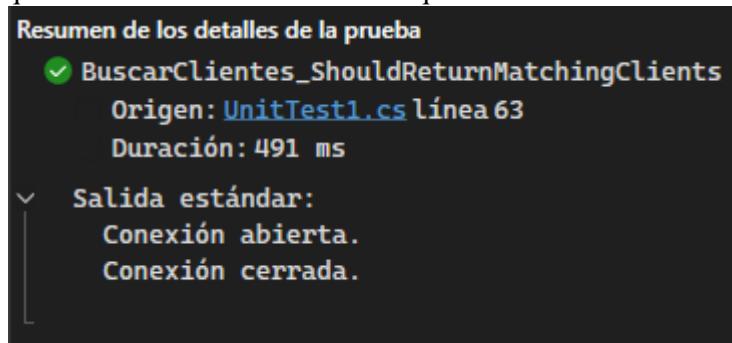 Resumen de los detalles de la prueba
BuscarClientes_ShouldReturnMatchingClients
Origen: UnitTest1.cs línea 63
Duración: 491 ms
Salida estándar:
Conexión abierta.
Conexión cerrada.